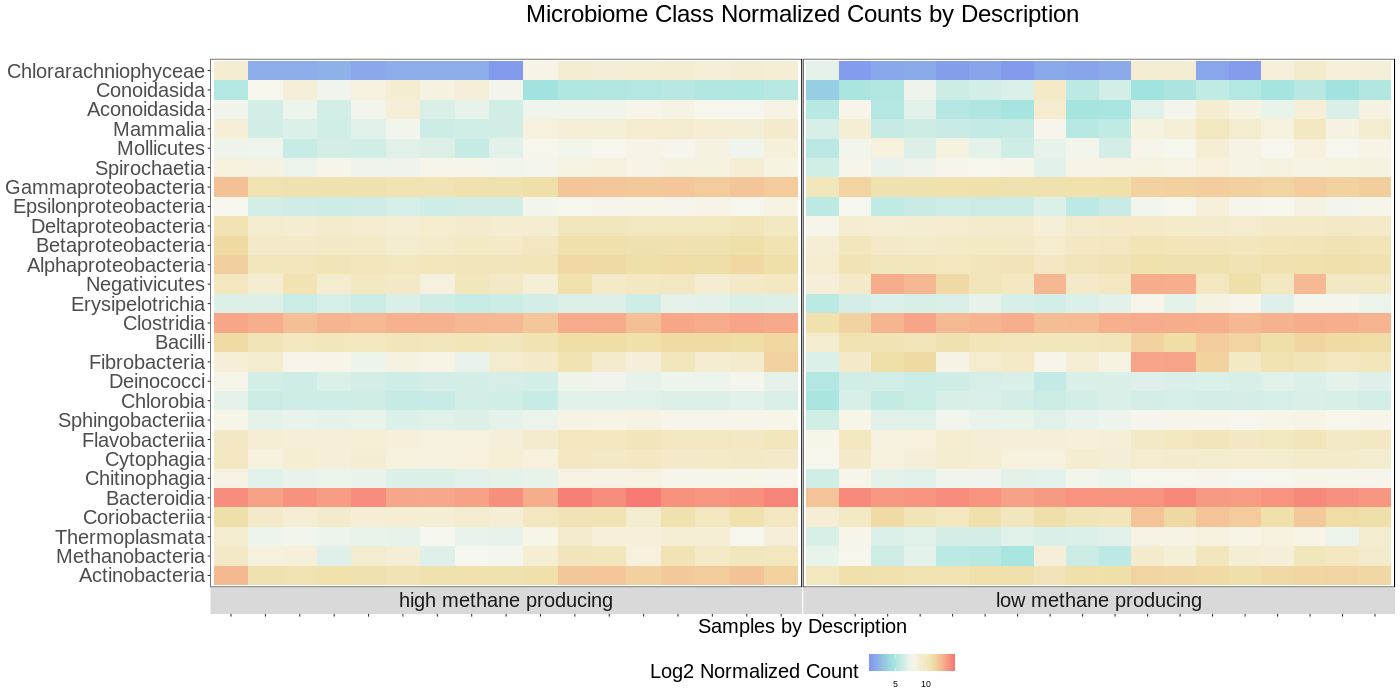 Microbiome Class Normalized Counts by Description
Chlorarachniophyceae
Conoidasida
Aconoidasida
Mammalia
Mollicutes
Spirochaetia
Gammaproteobacteria
Epsilonproteobacteria
Deltaproteobacteria
Betaproteobacteria
Alphaproteobacteria
Negativicutes
Erysipelotrichia
Clostridia
Bacilli
Fibrobacteria
Deinococci
Chlorobia
Sphingobacteriia
Flavobacteriia
Cytophagia
Chitinophagia
Bacteroidia
Coriobacteriia
Thermoplasmata
Methanobacteria
Actinobacteria
high methane producing low methane producing
Samples by Description
Log2 Normalized Count
5 10